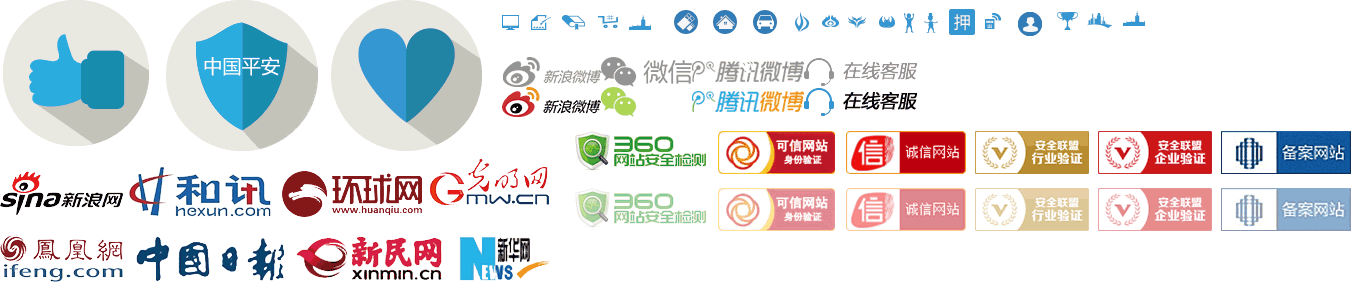 中国平安
押
新浪微博
微信
腾讯微博
在线客服
新浪微博
腾讯微博
在线客服
360
网站安全检测
可信网站
身份验证
信
诚信网站
安全联盟
行业验证
安全联盟
企业验证
备案网站
360
网站安全检测
可信网站
身份验证
信
诚信网站
安全联盟
行业验证
安全联盟
企业验证
备案网站
sina新浪网
和讯
hexun.com
环球网
www.huanqiu.com
光明网
Gmw.cn
鳳凰網
ifeng.com
中国日报
新民网
xinmin.cn
新华网
NEWS